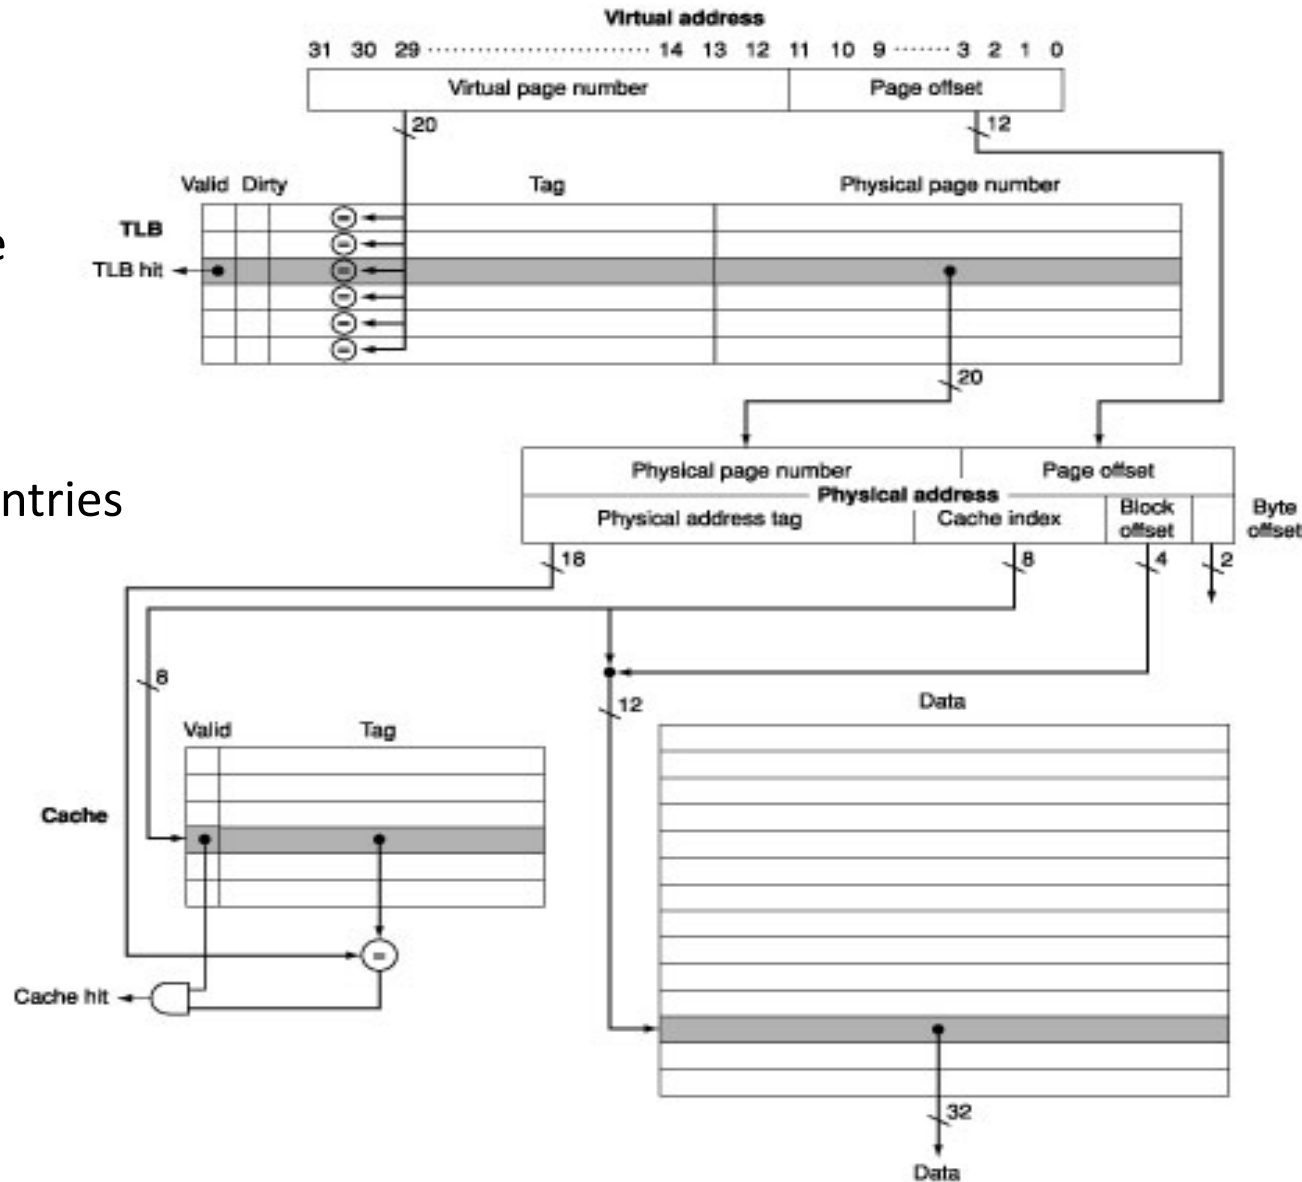 Virtual address
31 30 29 ........................... 14 13 12 11 10 9 ....... 3 2 1 0
Virtual page number Page offset
20 12
Valid Dirty Tag Physical page number
TLB
e
TLB hit
=
=
=
=
=
=
20
Physical page number Page offset
ntries
Physical address
Physical address tag Cache index Block offset Byte offset
18 8 4 2
8
12
Data
Valid Tag
Cache
=
Cache hit
32
Data